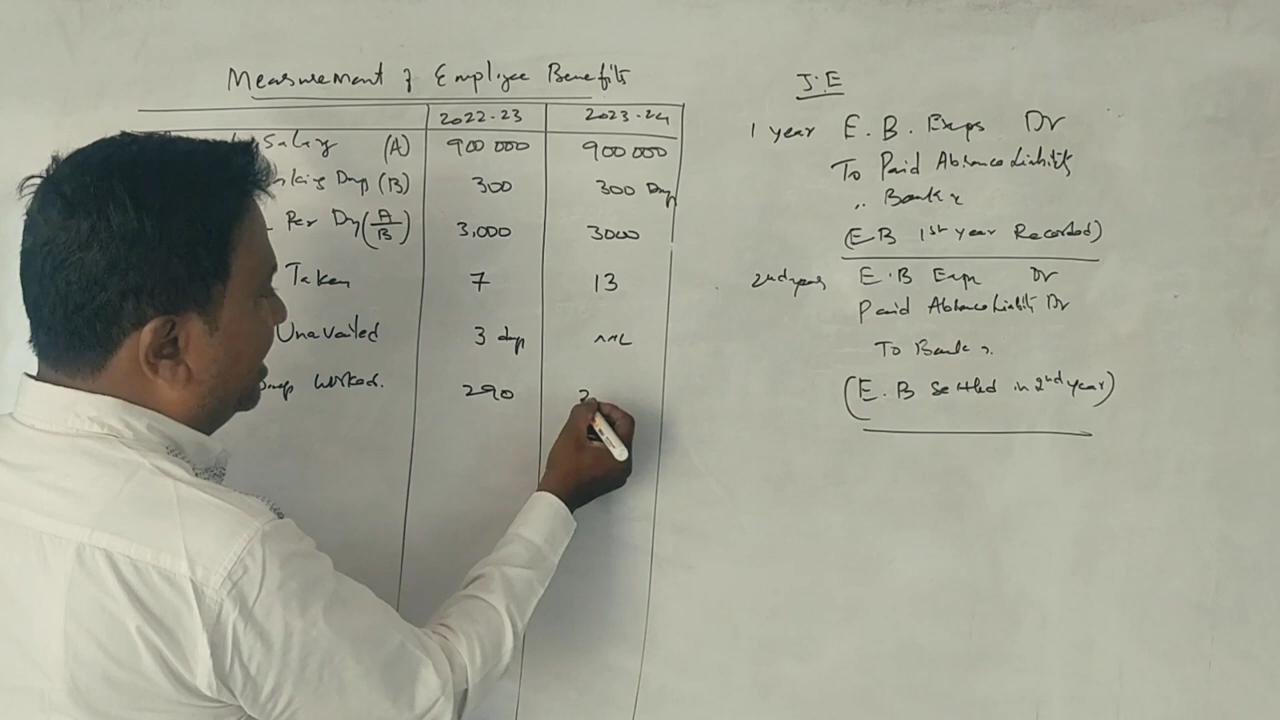 Measurement of Employee Benefits
2022-23 2023-24
Salary (A) 900 000 900 000
Days (B) 300 300 Days
Per Day (A/B) 3,000 3000
Taken 7 13
Unavailed 3 days
worked. 290 2
J.E
1 year E. B. Exps Dr
To Paid Absence Liability
,, Bank
(EB 1st year Recorded)
2nd year E.B Exp Dr
Paid Absence Liability Dr
To Bank
(E. B Settled in 2nd year)